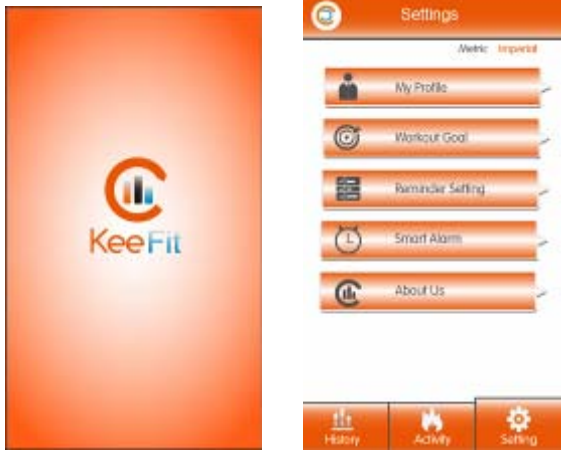 KeeFit
Settings
Metric Imperial
My Profile
Workout Goal
Reminder Setting
Smart Alarm
About Us
History Activity Setting